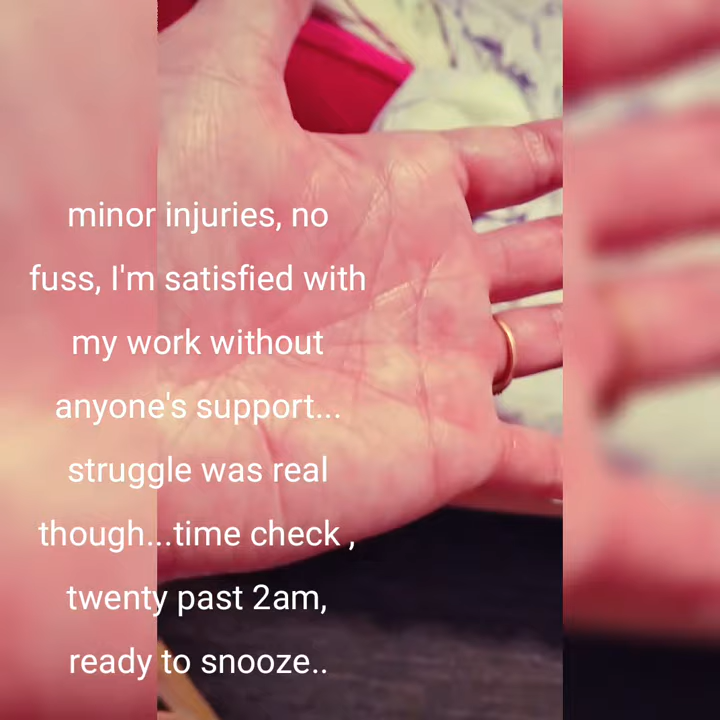 minor injuries, no
fuss, I'm satisfied with
my work without
anyone's support...
struggle was real
though...time check ,
twenty past 2am,
ready to snooze..